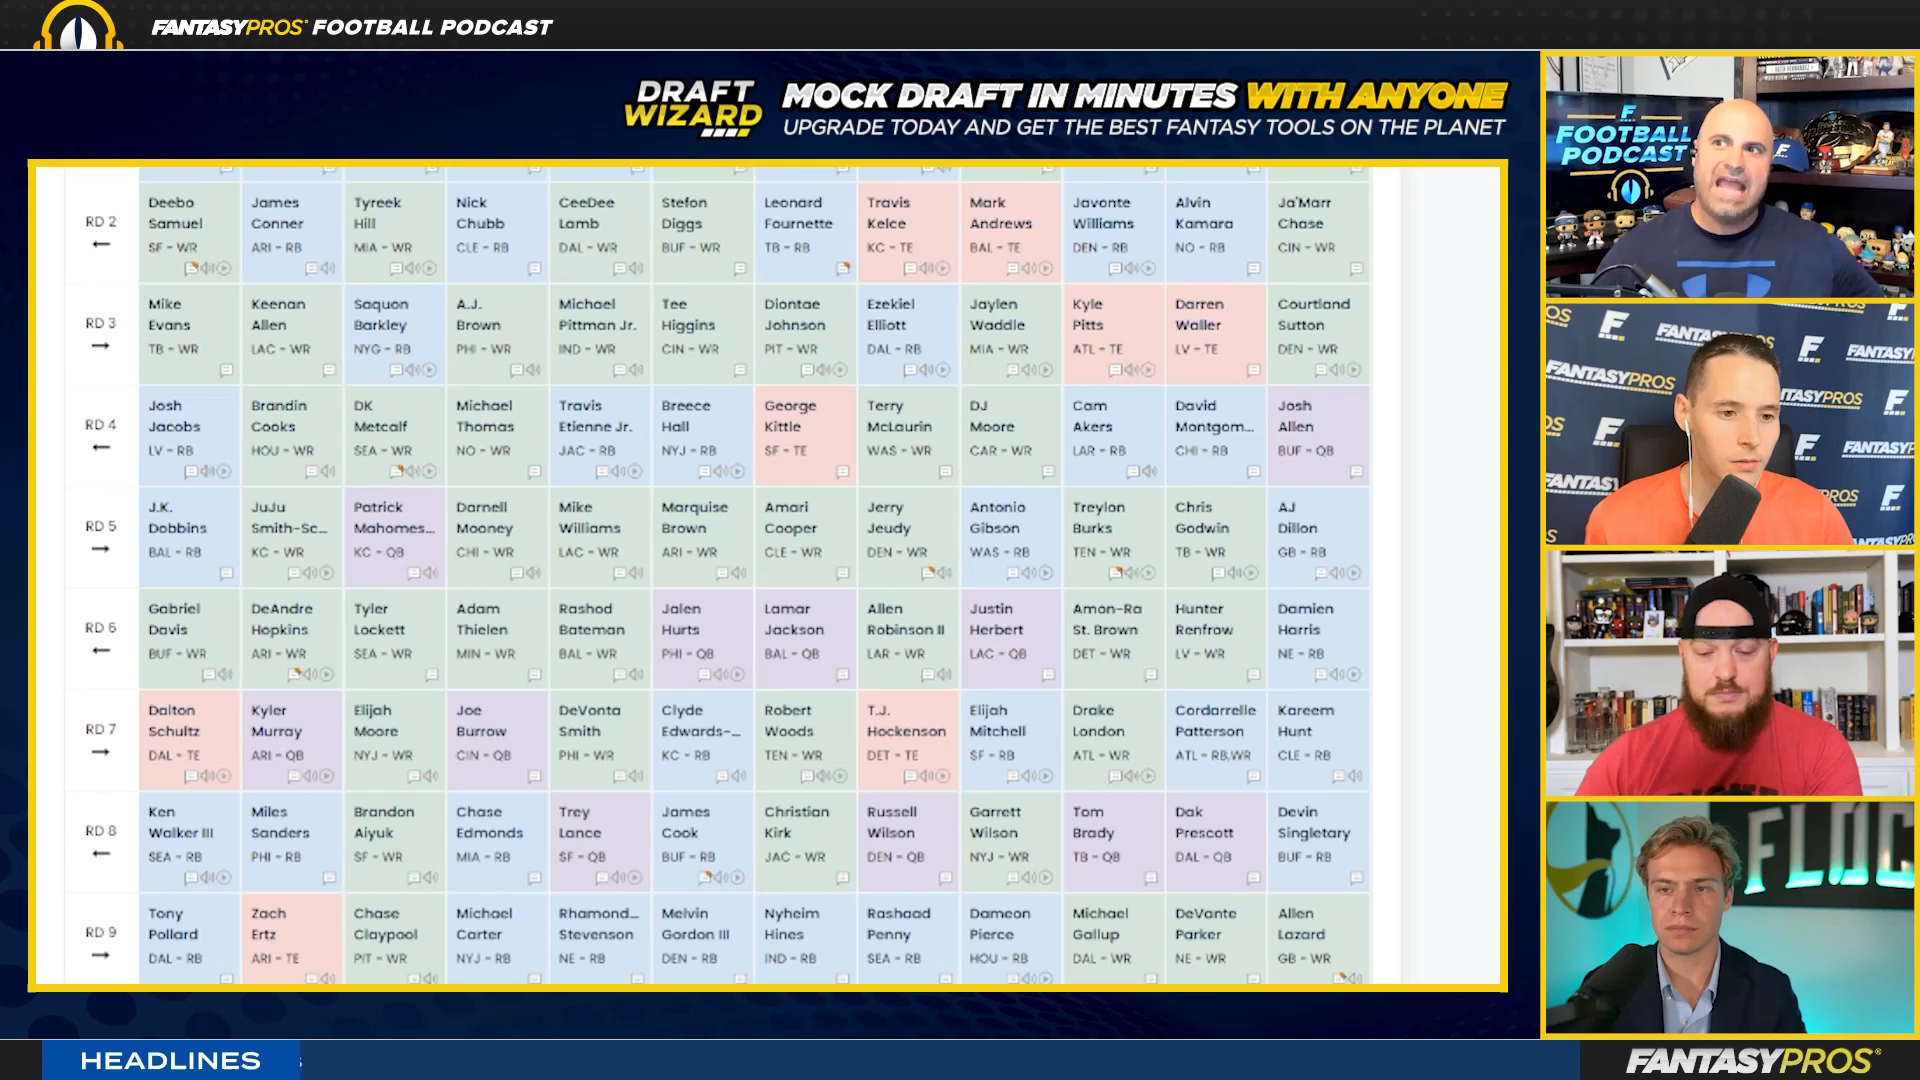 FANTASYPROS FOOTBALL PODCAST
DRAFT WIZARD
MOCK DRAFT IN MINUTES WITH ANYONE
UPGRADE TODAY AND GET THE BEST FANTASY TOOLS ON THE PLANET
RD 2
Deebo Samuel SF - WR
James Conner ARI - RB
Tyreek Hill MIA - WR
Nick Chubb CLE - RB
CeeDee Lamb DAL - WR
Stefon Diggs BUF - WR
Leonard Fournette TB - RB
Travis Kelce KC - TE
Mark Andrews BAL - TE
Javonte Williams DEN - RB
Alvin Kamara NO - RB
Ja'Marr Chase CIN - WR
RD 3
Mike Evans TB - WR
Keenan Allen LAC - WR
Saquon Barkley NYG - RB
A.J. Brown PHI - WR
Michael Pittman Jr. IND - WR
Tee Higgins CIN - WR
Diontae Johnson PIT - WR
Ezekiel Elliott DAL - RB
Jaylen Waddle MIA - WR
Kyle Pitts ATL - TE
Darren Waller LV - TE
Courtland Sutton DEN - WR
RD 4
Josh Jacobs LV - RB
Brandin Cooks HOU - WR
DK Metcalf SEA - WR
Michael Thomas NO - WR
Travis Etienne Jr. JAC - RB
Breece Hall NYJ - RB
George Kittle SF - TE
Terry McLaurin WAS - WR
DJ Moore CAR - WR
Cam Akers LAR - RB
David Montgom... CHI - RB
Josh Allen BUF - QB
RD 5
J.K. Dobbins BAL - RB
JuJu Smith-Sc... KC - WR
Patrick Mahomes... KC - QB
Darnell Mooney CHI - WR
Mike Williams LAC - WR
Marquise Brown ARI - WR
Amari Cooper CLE - WR
Jerry Jeudy DEN - WR
Antonio Gibson WAS - RB
Treylon Burks TEN - WR
Chris Godwin TB - WR
AJ Dillon GB - RB
RD 6
Gabriel Davis BUF - WR
DeAndre Hopkins ARI - WR
Tyler Lockett SEA - WR
Adam Thielen MIN - WR
Rashod Bateman BAL - WR
Jalen Hurts PHI - QB
Lamar Jackson BAL - QB
Allen Robinson II LAR - WR
Justin Herbert LAC - QB
Amon-Ra St. Brown DET - WR
Hunter Renfrow LV - WR
Damien Harris NE - RB
RD 7
Dalton Schultz DAL - TE
Kyler Murray ARI - QB
Elijah Moore NYJ - WR
Joe Burrow CIN - QB
DeVonta Smith PHI - WR
Clyde Edwards-... KC - RB
Robert Woods TEN - WR
T.J. Hockenson DET - TE
Elijah Mitchell SF - RB
Drake London ATL - WR
Cordarrelle Patterson ATL - RB,WR
Kareem Hunt CLE - RB
RD 8
Ken Walker III SEA - RB
Miles Sanders PHI - RB
Brandon Aiyuk SF - WR
Chase Edmonds MIA - RB
Trey Lance SF - QB
James Cook BUF - RB
Christian Kirk JAC - WR
Russell Wilson DEN - QB
Garrett Wilson NYJ - WR
Tom Brady TB - QB
Dak Prescott DAL - QB
Devin Singletary BUF - RB
RD 9
Tony Pollard DAL - RB
Zach Ertz ARI - TE
Chase Claypool PIT - WR
Michael Carter NYJ - RB
Rhamond... Stevenson NE - RB
Melvin Gordon III DEN - RB
Nyheim Hines IND - RB
Rashaad Penny SEA - RB
Dameon Pierce HOU - RB
Michael Gallup DAL - WR
DeVante Parker NE - WR
Allen Lazard GB - WR
FOOTBALL PODCAST
FANTASYPROS
FLOC
HEADLINES
FANTASYPROS